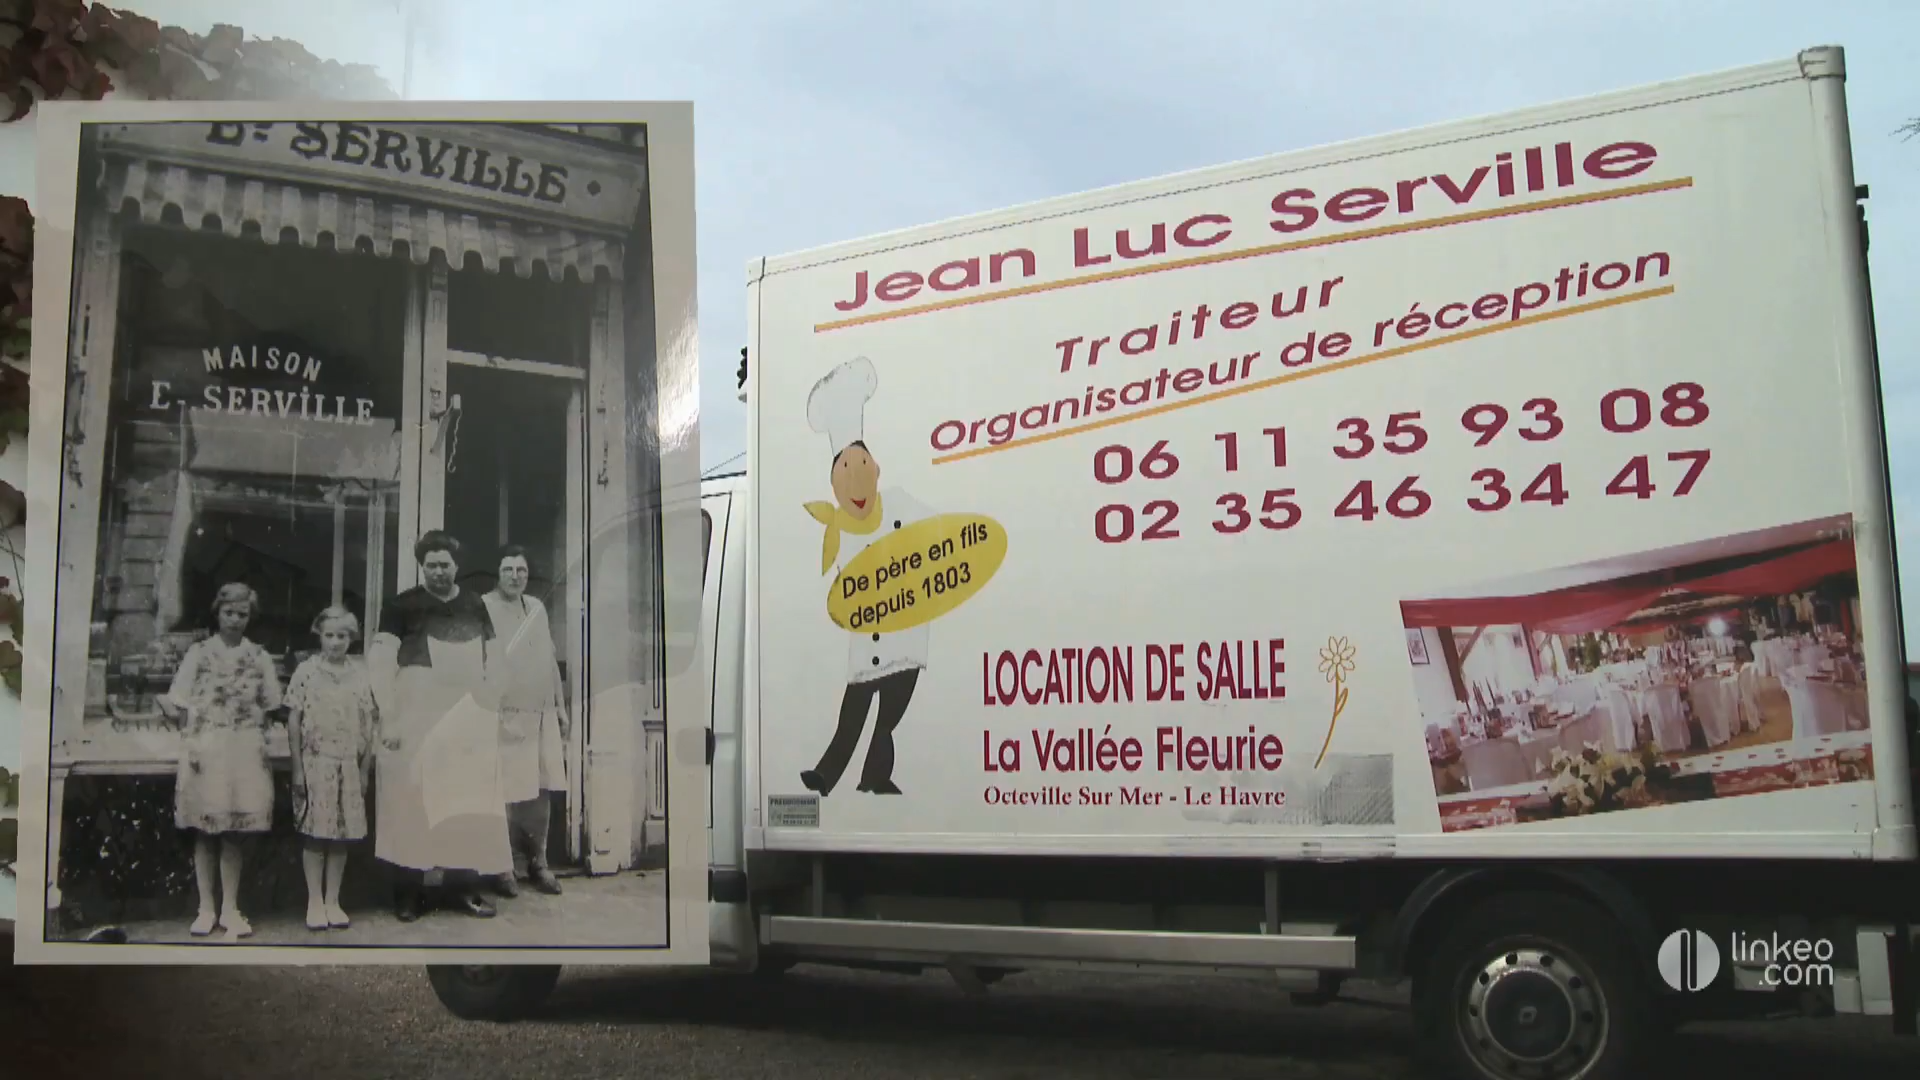 Eⁿᵉ SERVILLE
MAISON
E. SERViLLE
Jean Luc Serville
Traiteur
Organisateur de réception
06 11 35 93 08
02 35 46 34 47
De père en fils
depuis 1803
LOCATION DE SALLE
La Vallée Fleurie
Octeville Sur Mer - Le Havre
linkeo
.com